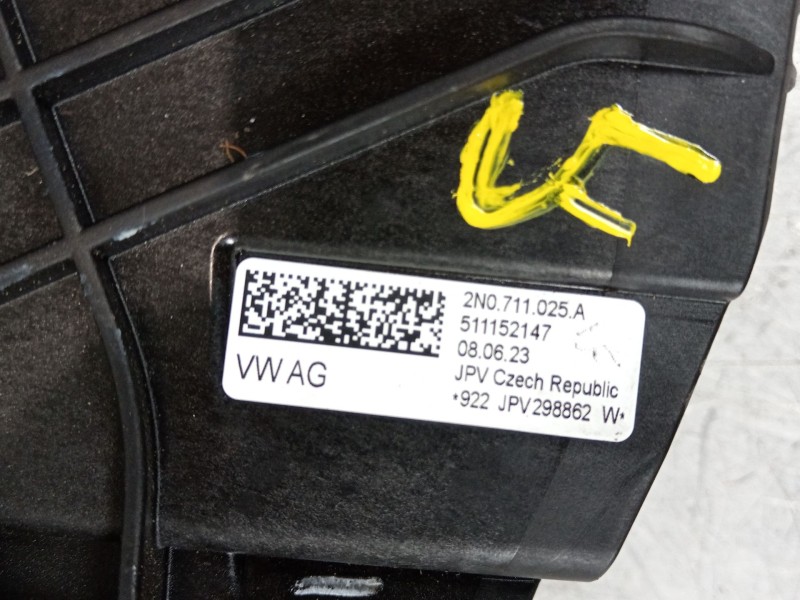 2N0.711.025.A
511152147
08.06.23
VW AG
JPV Czech Republic
*922 JPV298862 W*